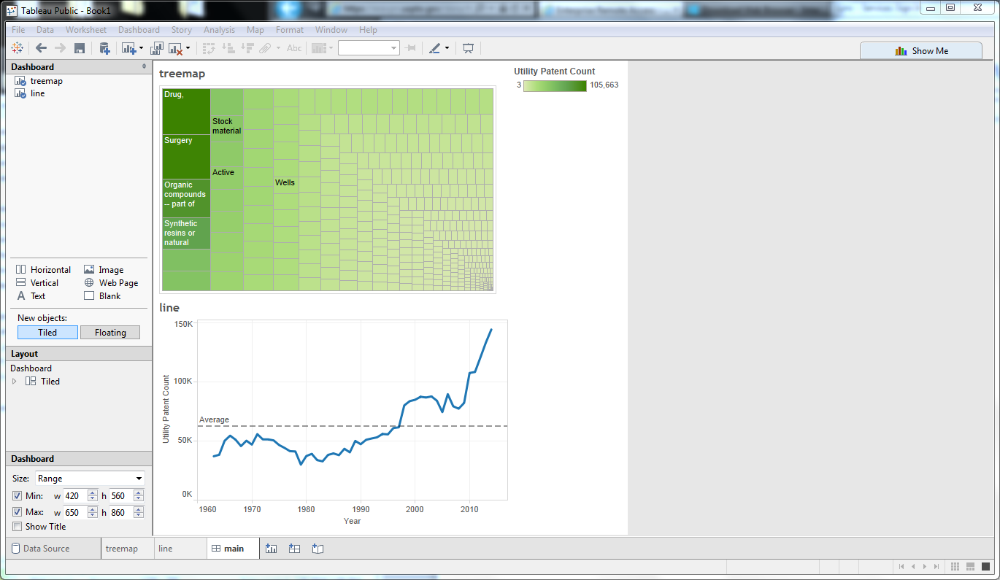 Tableau Public - Book1
File Data Worksheet Dashboard Story Analysis Map Format Window Help
Abc
Show Me
Dashboard
treemap
line
Horizontal Image
Vertical Web Page
A Text Blank
New objects:
Tiled Floating
Layout
Dashboard
Tiled
Dashboard
Size: Range
Min: w 420 h 560
Max: w 650 h 860
Show Title
treemap
Utility Patent Count
3 105,663
Drug,
Surgery
Organic
compounds
-- part of
Synthetic
resins or
natural
Stock
material
Active
Wells
line
150K
100K
50K
0K
Utility Patent Count
Average
1960 1970 1980 1990 2000 2010
Year
Data Source treemap line main